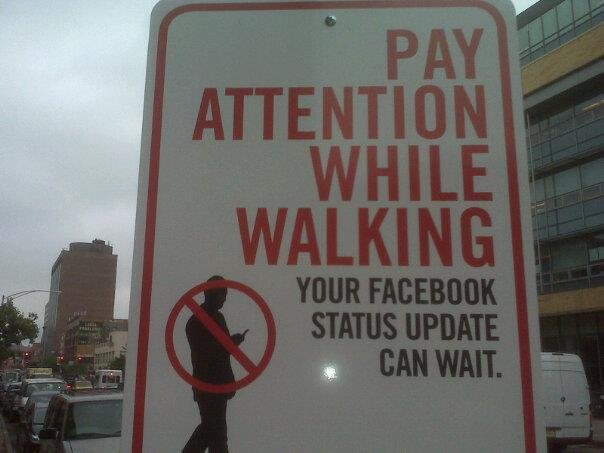 PAY
ATTENTION
WHILE
WALKING
YOUR FACEBOOK
STATUS UPDATE
CAN WAIT.